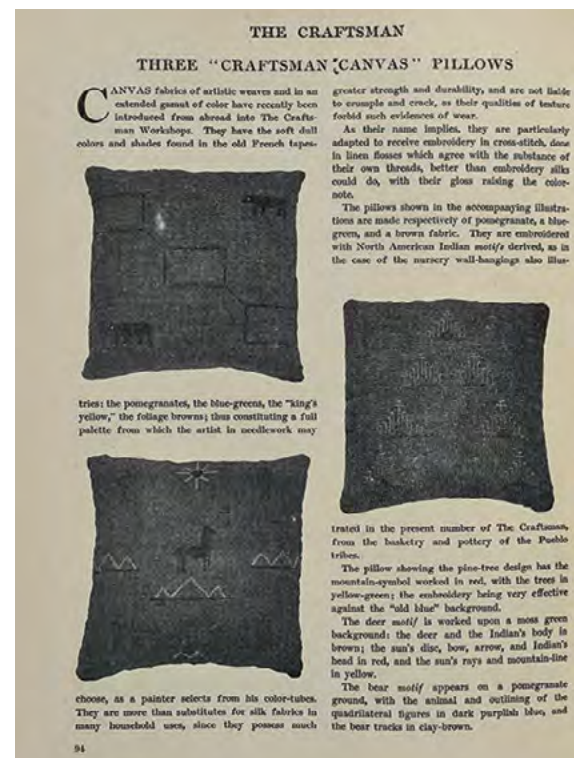 THE CRAFTSMAN
THREE "CRAFTSMAN CANVAS" PILLOWS
CANVAS fabrics of artistic weaves and in an
extended gamut of color have recently been
introduced from abroad into The Crafts-
man Workshops. They have the soft dull
colors and shades found in the old French tapes-
tries: the pomegranates, the blue-greens, the "king's
yellow," the foliage browns; thus constituting a full
palette from which the artist in needlework may
choose, as a painter selects from his color-tubes.
They are more than substitutes for silk fabrics in
many household uses, since they possess much
greater strength and durability, and are not liable
to crumple and crack, as their qualities of texture
forbid such evidences of wear.
As their name implies, they are particularly
adapted to receive embroidery in cross-stitch, done
in linen flosses which agree with the substance of
their own threads, better than embroidery silks
could do, with their gloss raising the color-
note.
The pillows shown in the accompanying illustra-
tions are made respectively of pomegranate, a blue-
green, and a brown fabric. They are embroidered
with North American Indian motifs derived, as in
the case of the nursery wall-hangings also illus-
trated in the present number of The Craftsman,
from the basketry and pottery of the Pueblo
tribes.
The pillow showing the pine-tree design has the
mountain-symbol worked in red, with the trees in
yellow-green; the embroidery being very effective
against the "old blue" background.
The deer motif is worked upon a moss green
background: the deer and the Indian's body in
brown; the sun's disc, bow, arrow, and Indian's
head in red, and the sun's rays and mountain-line
in yellow.
The bear motif appears on a pomegranate
ground, with the animal and outlining of the
quadrilateral figures in dark purplish blue, and
the bear tracks in clay-brown.
94